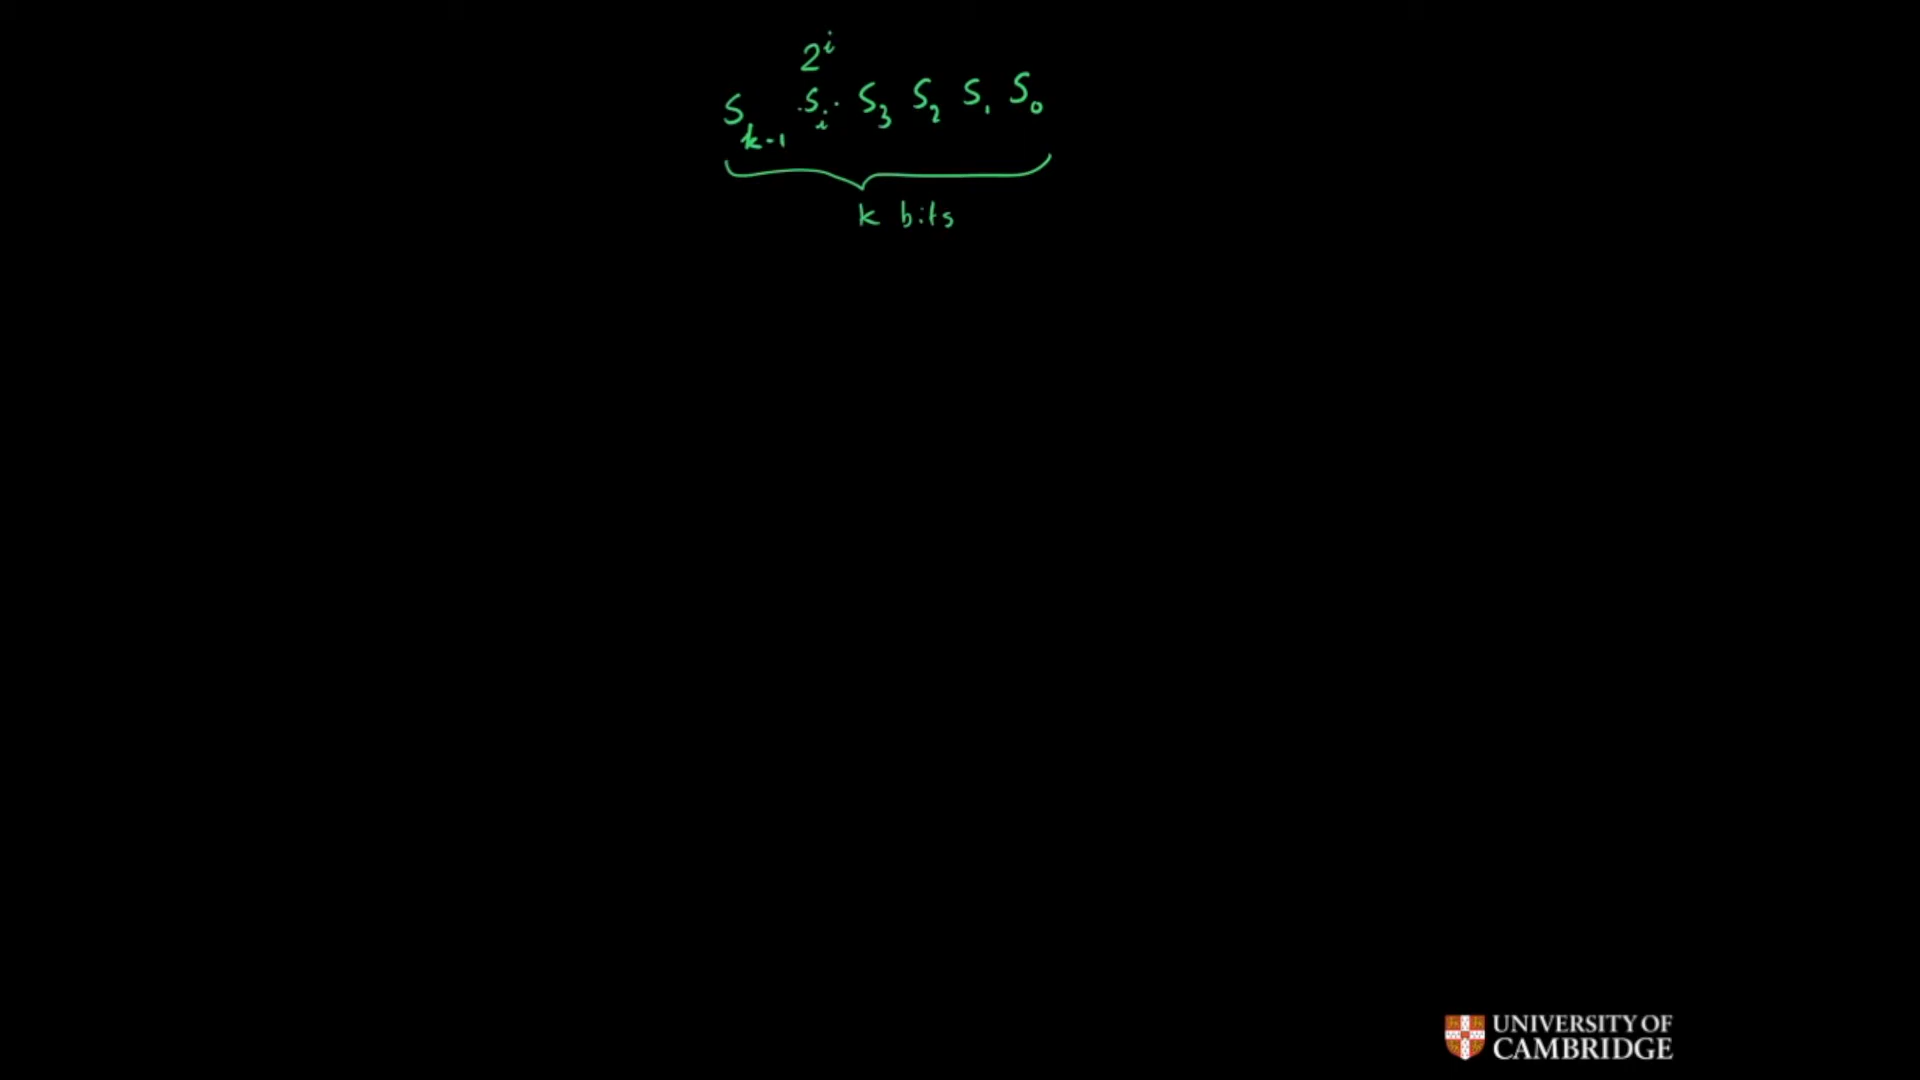 2^i
S_{k-1} . S_i . S_3 S_2 S_1 S_0
k bits
UNIVERSITY OF
CAMBRIDGE